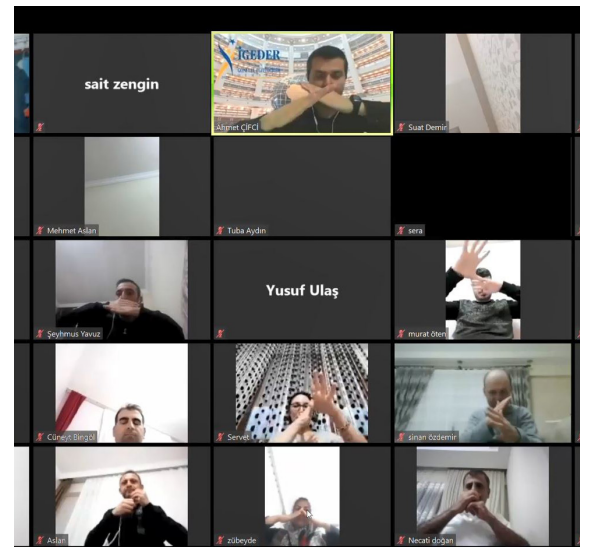 sait zengin
İGEDER
Ahmet ÇİFCİ
Suat Demir
Mehmet Aslan
Tuba Aydın
sera
Şeyhmus Yavuz
Yusuf Ulaş
murat öten
Cüneyt Bingöl
Servet
sinan özdemir
Aslan
zübeyde
Necati doğan